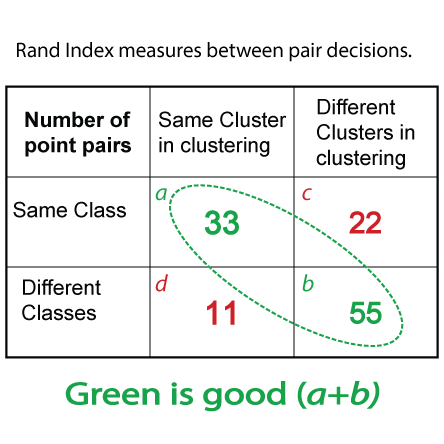 Rand Index measures between pair decisions.
Number of
point pairs
Same Cluster
in clustering
Different
Clusters in
clustering
Same Class
a
33
c
22
Different
Classes
d
11
b
55
Green is good (a+b)